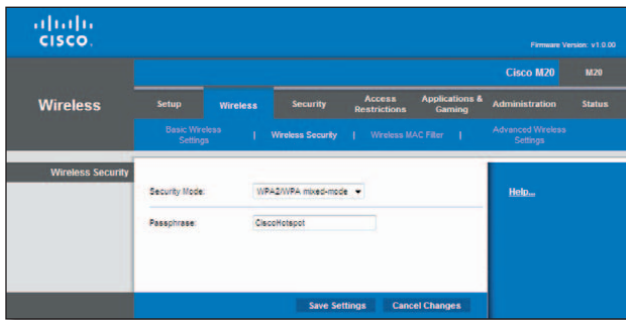 CISCO
Firmware Version: v1.0.00
Cisco M20 M20
Wireless
Setup Wireless Security Access Restrictions Applications & Gaming Administration Status
Basic Wireless Settings | Wireless Security | Wireless MAC Filter | Advanced Wireless Settings
Wireless Security
Security Mode: WPA2/WPA mixed-mode
Help...
Passphrase: CiscoHotspot
Save Settings Cancel Changes